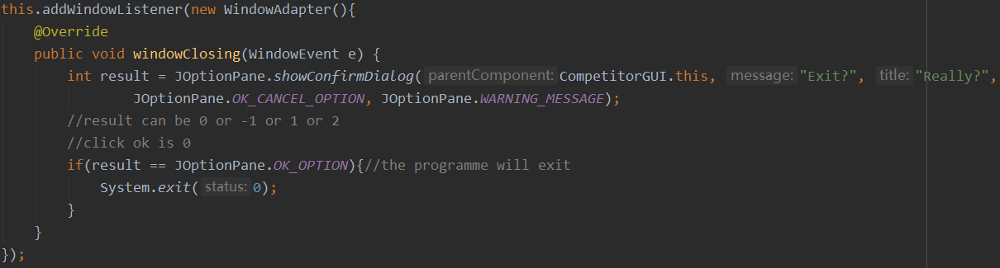 this.addWindowListener(new WindowAdapter(){
@Override
public void windowClosing(WindowEvent e) {
int result = JOptionPane.showConfirmDialog( parentComponent: CompetitorGUI.this, message: "Exit?", title: "Really?",
JOptionPane.OK_CANCEL_OPTION, JOptionPane.WARNING_MESSAGE);
//result can be 0 or -1 or 1 or 2
//click ok is 0
if(result == JOptionPane.OK_OPTION){//the programme will exit
System.exit( status: 0);
}
}
});